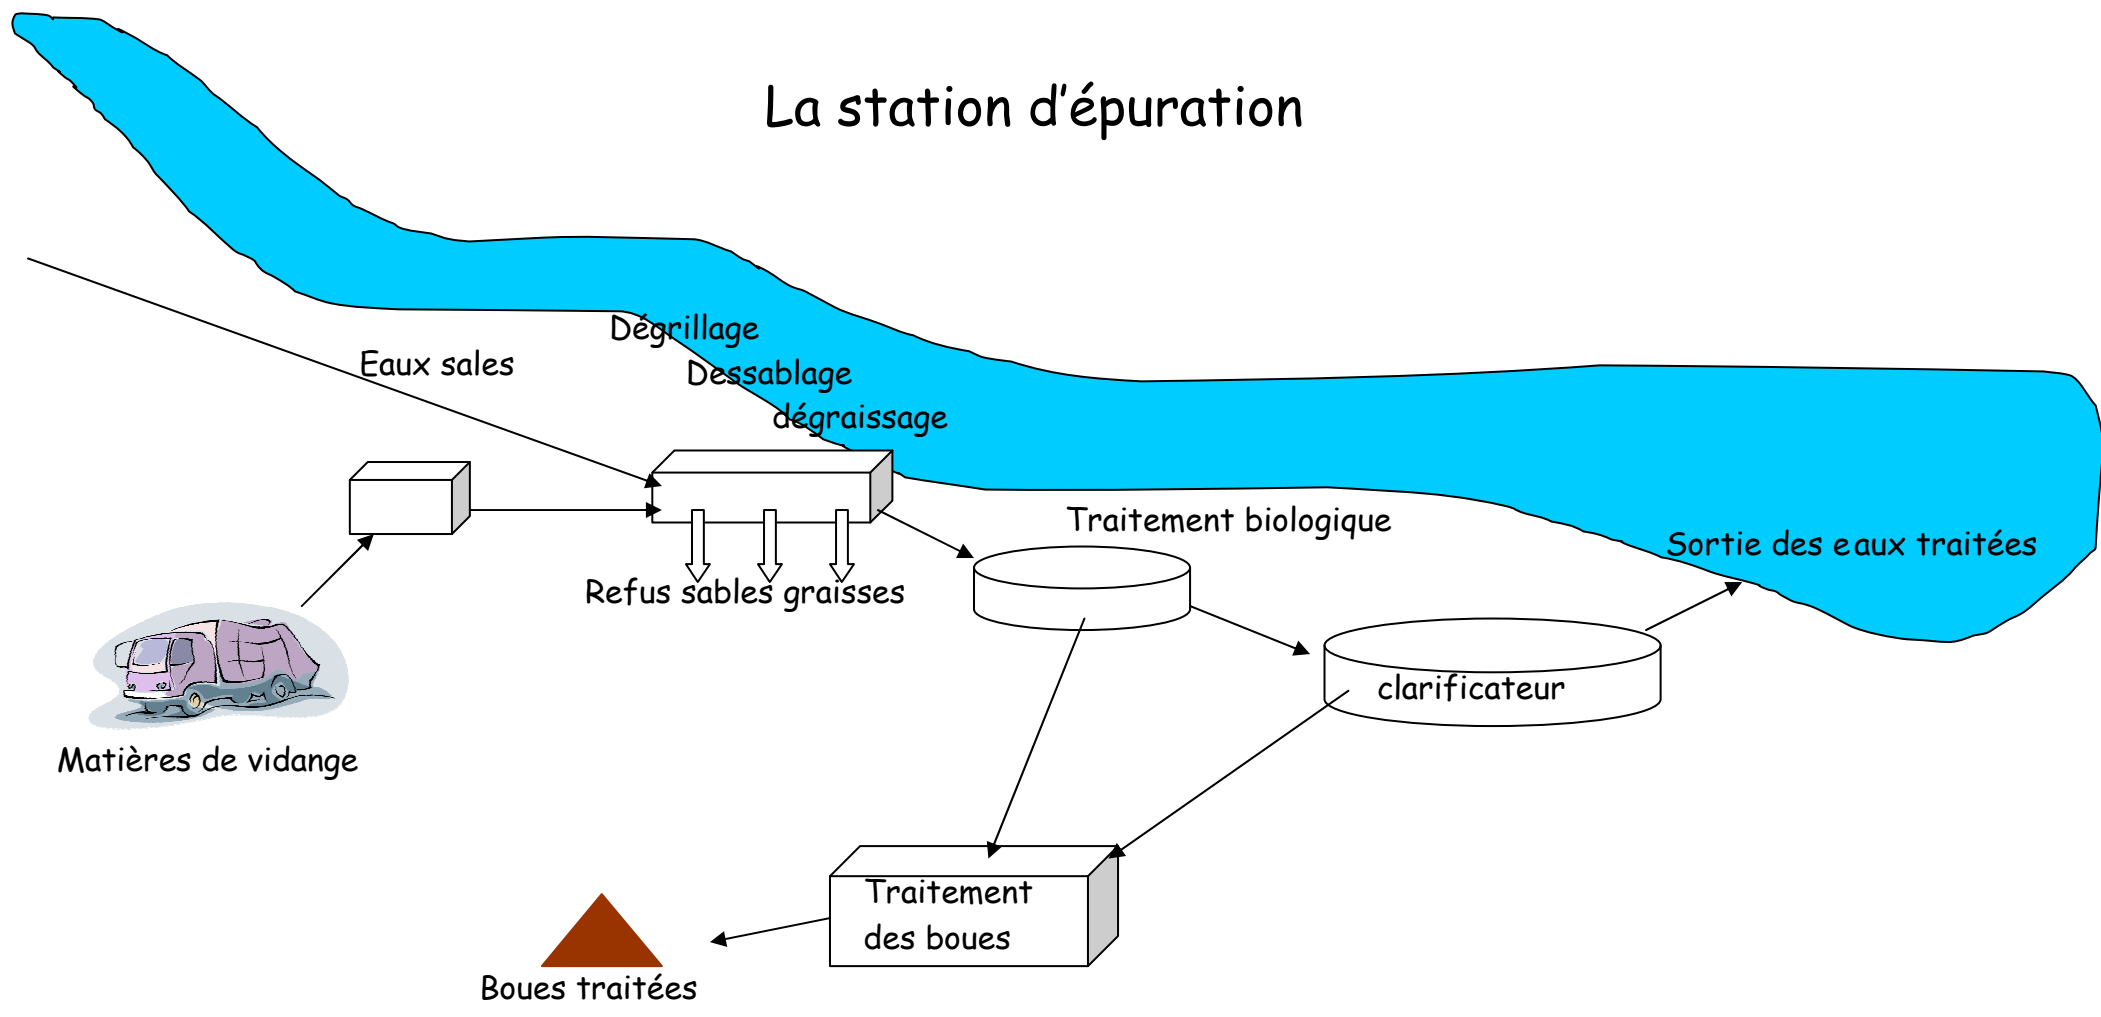 La station d'épuration
Dégrillage
Eaux sales
Dessablage
dégraissage
Traitement biologique
Sortie des eaux traitées
Refus sables graisses
clarificateur
Matières de vidange
Traitement
des boues
Boues traitées